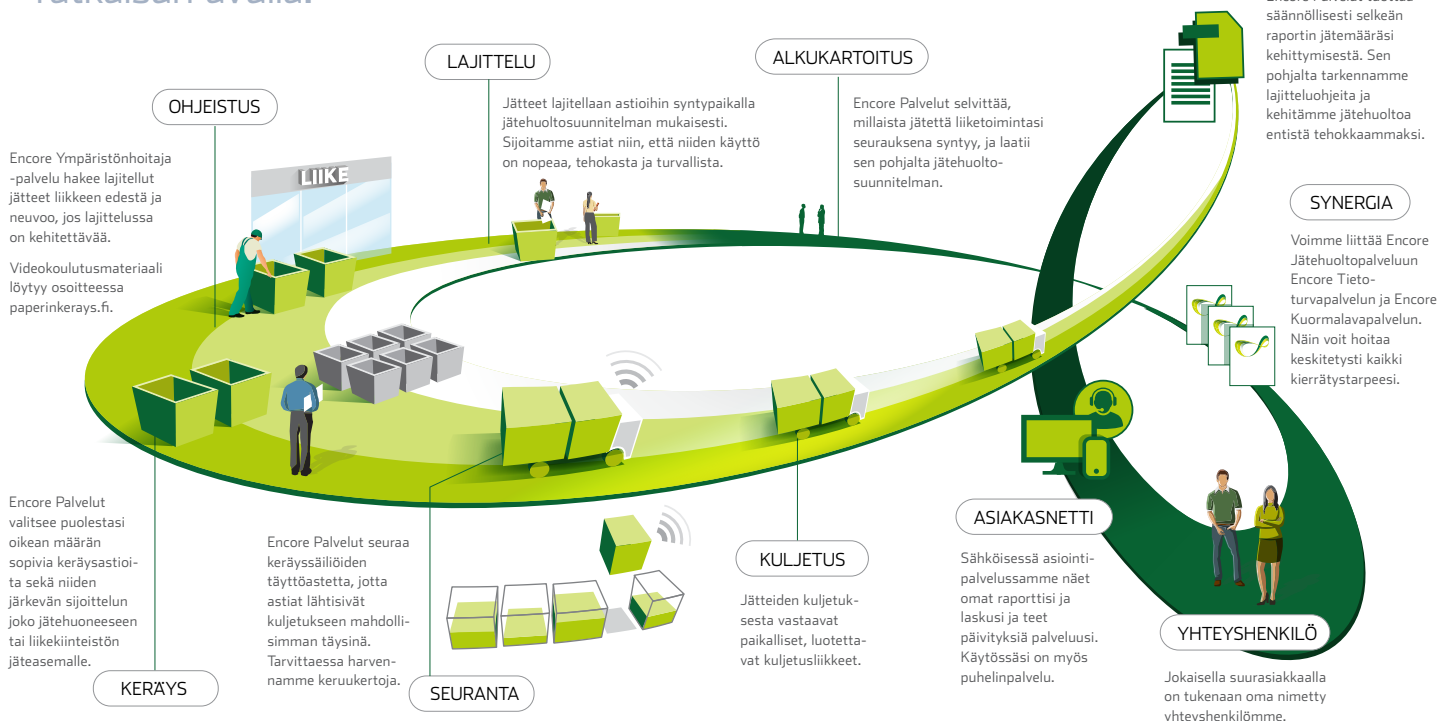 ratkaisun avulla.
LAJITTELU
Jätteet lajitellaan astioihin syntypaikalla
jätehuoltosuunnitelman mukaisesti.
Sijoitamme astiat niin, että niiden käyttö
on nopeaa, tehokasta ja turvallista.
ALKUKARTOITUS
Encore Palvelut selvittää,
millaista jätettä liiketoimintasi
seurauksena syntyy, ja laatii
sen pohjalta jätehuolto-
suunnitelman.
säännöllisesti selkeän
raportin jätemääräsi
kehittymisestä. Sen
pohjalta tarkennamme
lajitteluohjeita ja
kehitämme jätehuoltoa
entistä tehokkaammaksi.
OHJEISTUS
Encore Ympäristönhoitaja
-palvelu hakee lajitellut
jätteet liikkeen edestä ja
neuvoo, jos lajittelussa
on kehitettävää.
Videokoulutusmateriaali
löytyy osoitteessa
paperinkerays.fi.
LIIKE
SYNERGIA
Voimme liittää Encore
Jätehuoltopalveluun
Encore Tieto-
turvapalvelun ja Encore
Kuormalavapalvelun.
Näin voit hoitaa
keskitetysti kaikki
kierrätystarpeesi.
Encore Palvelut
valitsee puolestasi
oikean määrän
sopivia keräysastioi-
ta sekä niiden
järkevän sijoittelun
joko jätehuoneeseen
tai liikekiinteistön
jäteasemalle.
KERÄYS
Encore Palvelut seuraa
keräyssäiliöiden
täyttöastetta, jotta
astiat lähtisivät
kuljetukseen mahdolli-
simman täysinä.
Tarvittaessa harven-
namme keruukertoja.
SEURANTA
KULJETUS
Jätteiden kuljetuk-
sesta vastaavat
paikalliset, luotetta-
vat kuljetusliikkeet.
ASIAKASNETTI
Sähköisessä asiointi-
palvelussamme näet
omat raporttisi ja
laskusi ja teet
päivityksiä palveluusi.
Käytössäsi on myös
puhelinpalvelu.
YHTEYSHENKILÖ
Jokaisella suurasiakkaalla
on tukenaan oma nimetty
yhteyshenkilömme.